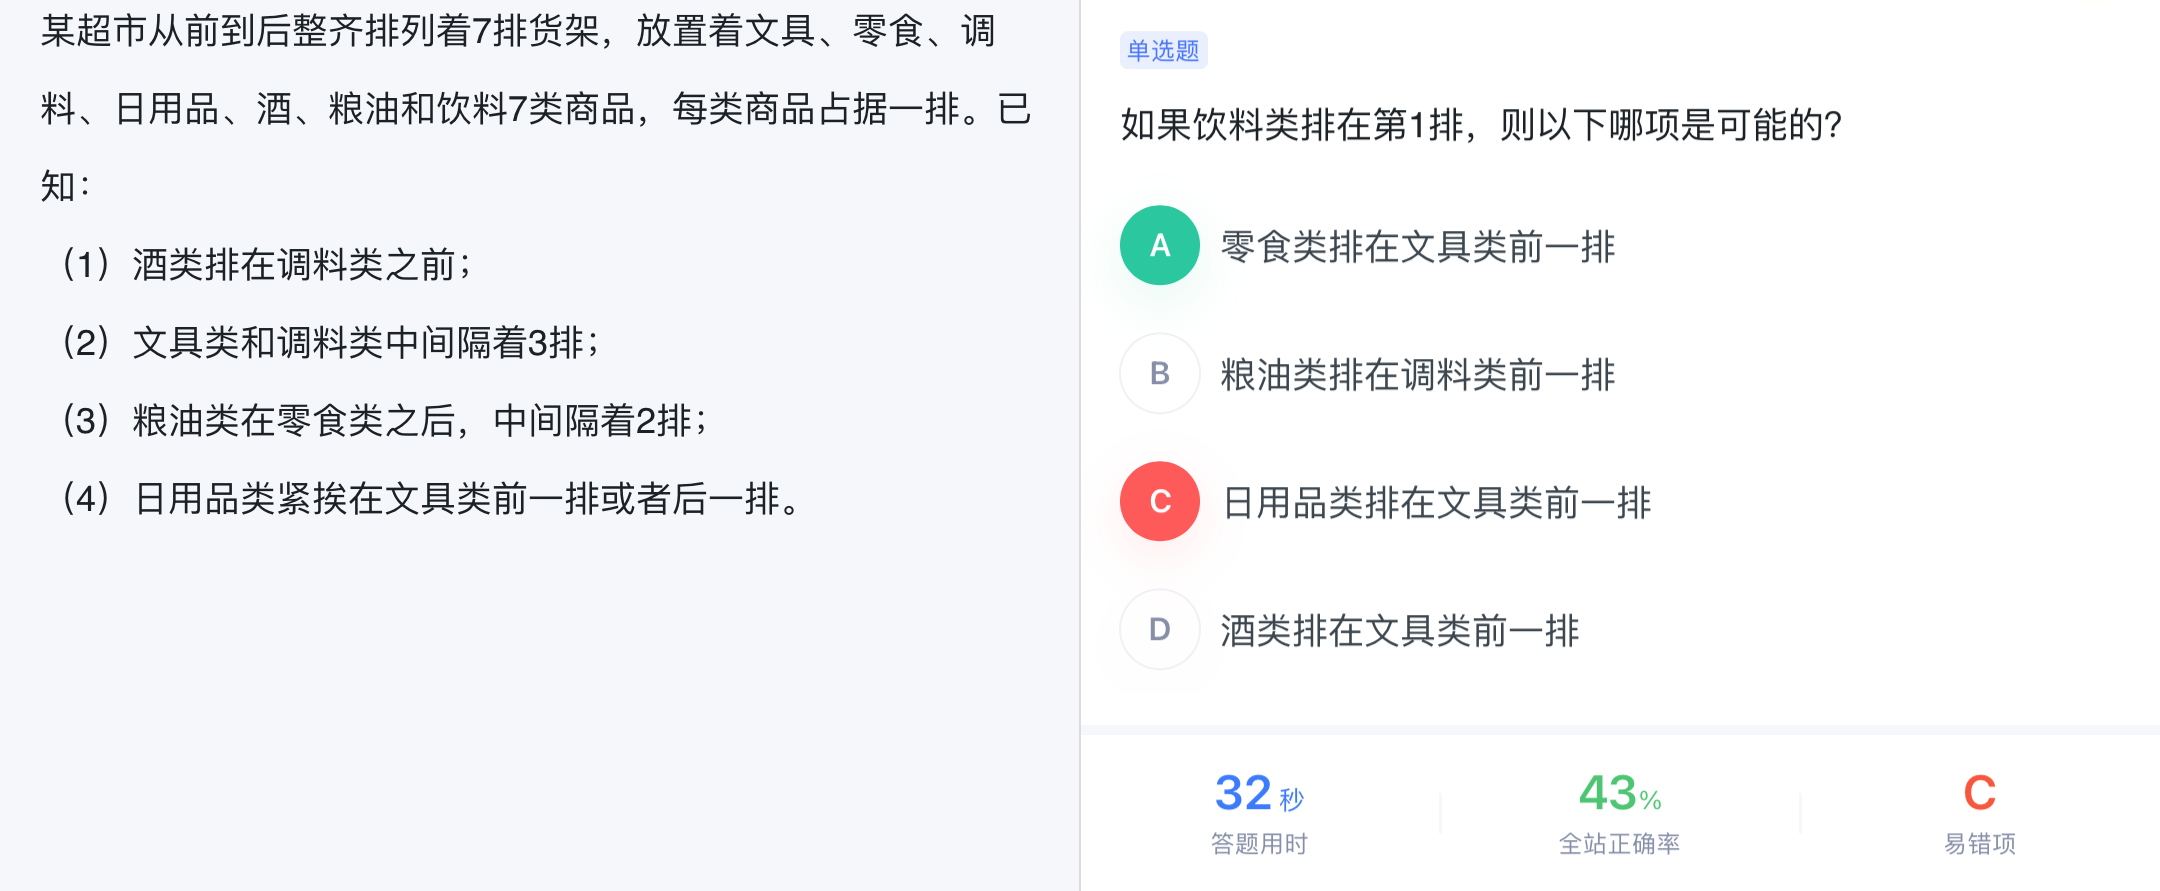 某超市从前到后整齐排列着7排货架，放置着文具、零食、调
料、日用品、酒、粮油和饮料7类商品，每类商品占据一排。已
知：
（1）酒类排在调料类之前；
（2）文具类和调料类中间隔着3排；
（3）粮油类在零食类之后，中间隔着2排；
（4）日用品类紧挨在文具类前一排或者后一排。
单选题
如果饮料类排在第1排，则以下哪项是可能的？
A 零食类排在文具类前一排
B 粮油类排在调料类前一排
C 日用品类排在文具类前一排
D 酒类排在文具类前一排
32秒 43% C
答题用时 全站正确率 易错项